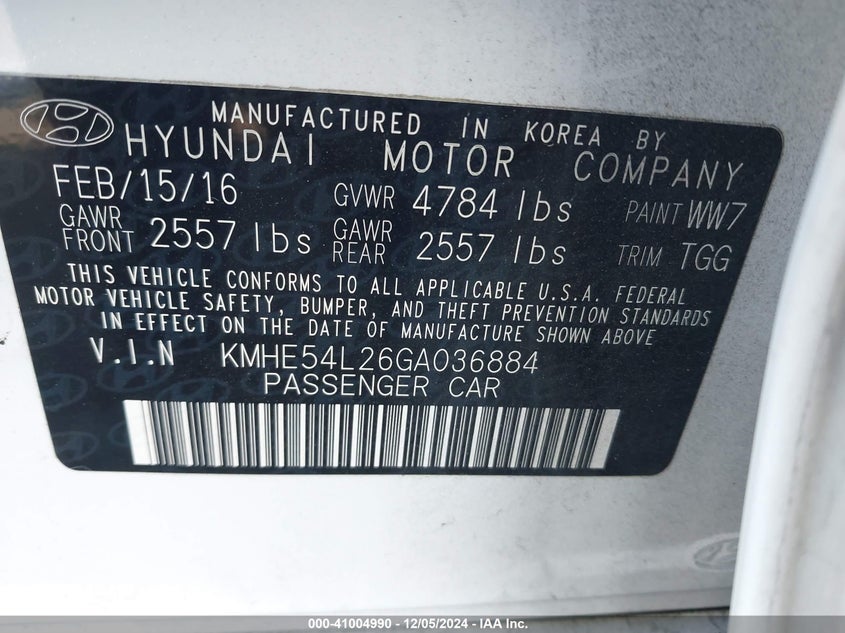 MANUFACTURED IN KOREA BY
HYUNDAI MOTOR COMPANY
FEB/15/16 GVWR 4784 lbs PAINT WW7
GAWR FRONT 2557 lbs GAWR REAR 2557 lbs TRIM TGG
THIS VEHICLE CONFORMS TO ALL APPLICABLE U.S.A. FEDERAL
MOTOR VEHICLE SAFETY, BUMPER, AND THEFT PREVENTION STANDARDS
IN EFFECT ON THE DATE OF MANUFACTURE SHOWN ABOVE
V.I.N KMHE54L26GA036884
PASSENGER CAR
000-41004990 - 12/05/2024 - IAA Inc.